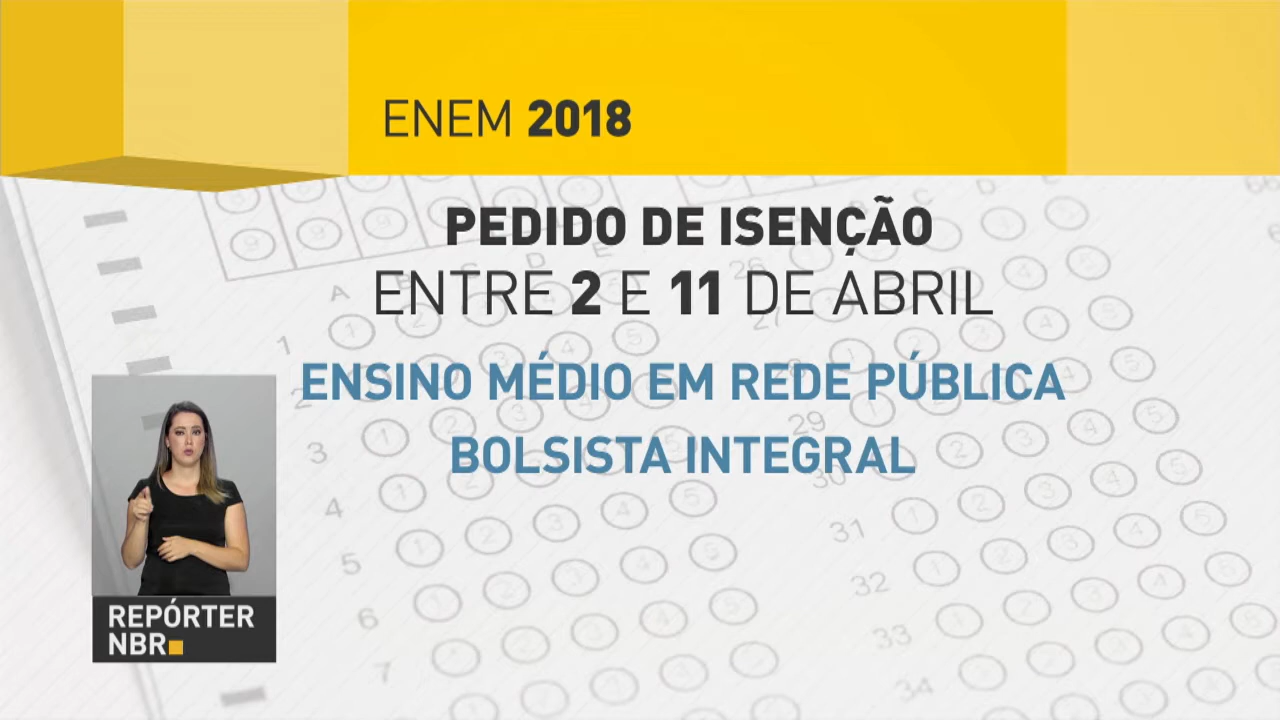 ENEM 2018
PEDIDO DE ISENÇÃO
ENTRE 2 E 11 DE ABRIL
ENSINO MÉDIO EM REDE PÚBLICA
BOLSISTA INTEGRAL
REPÓRTER
NBR